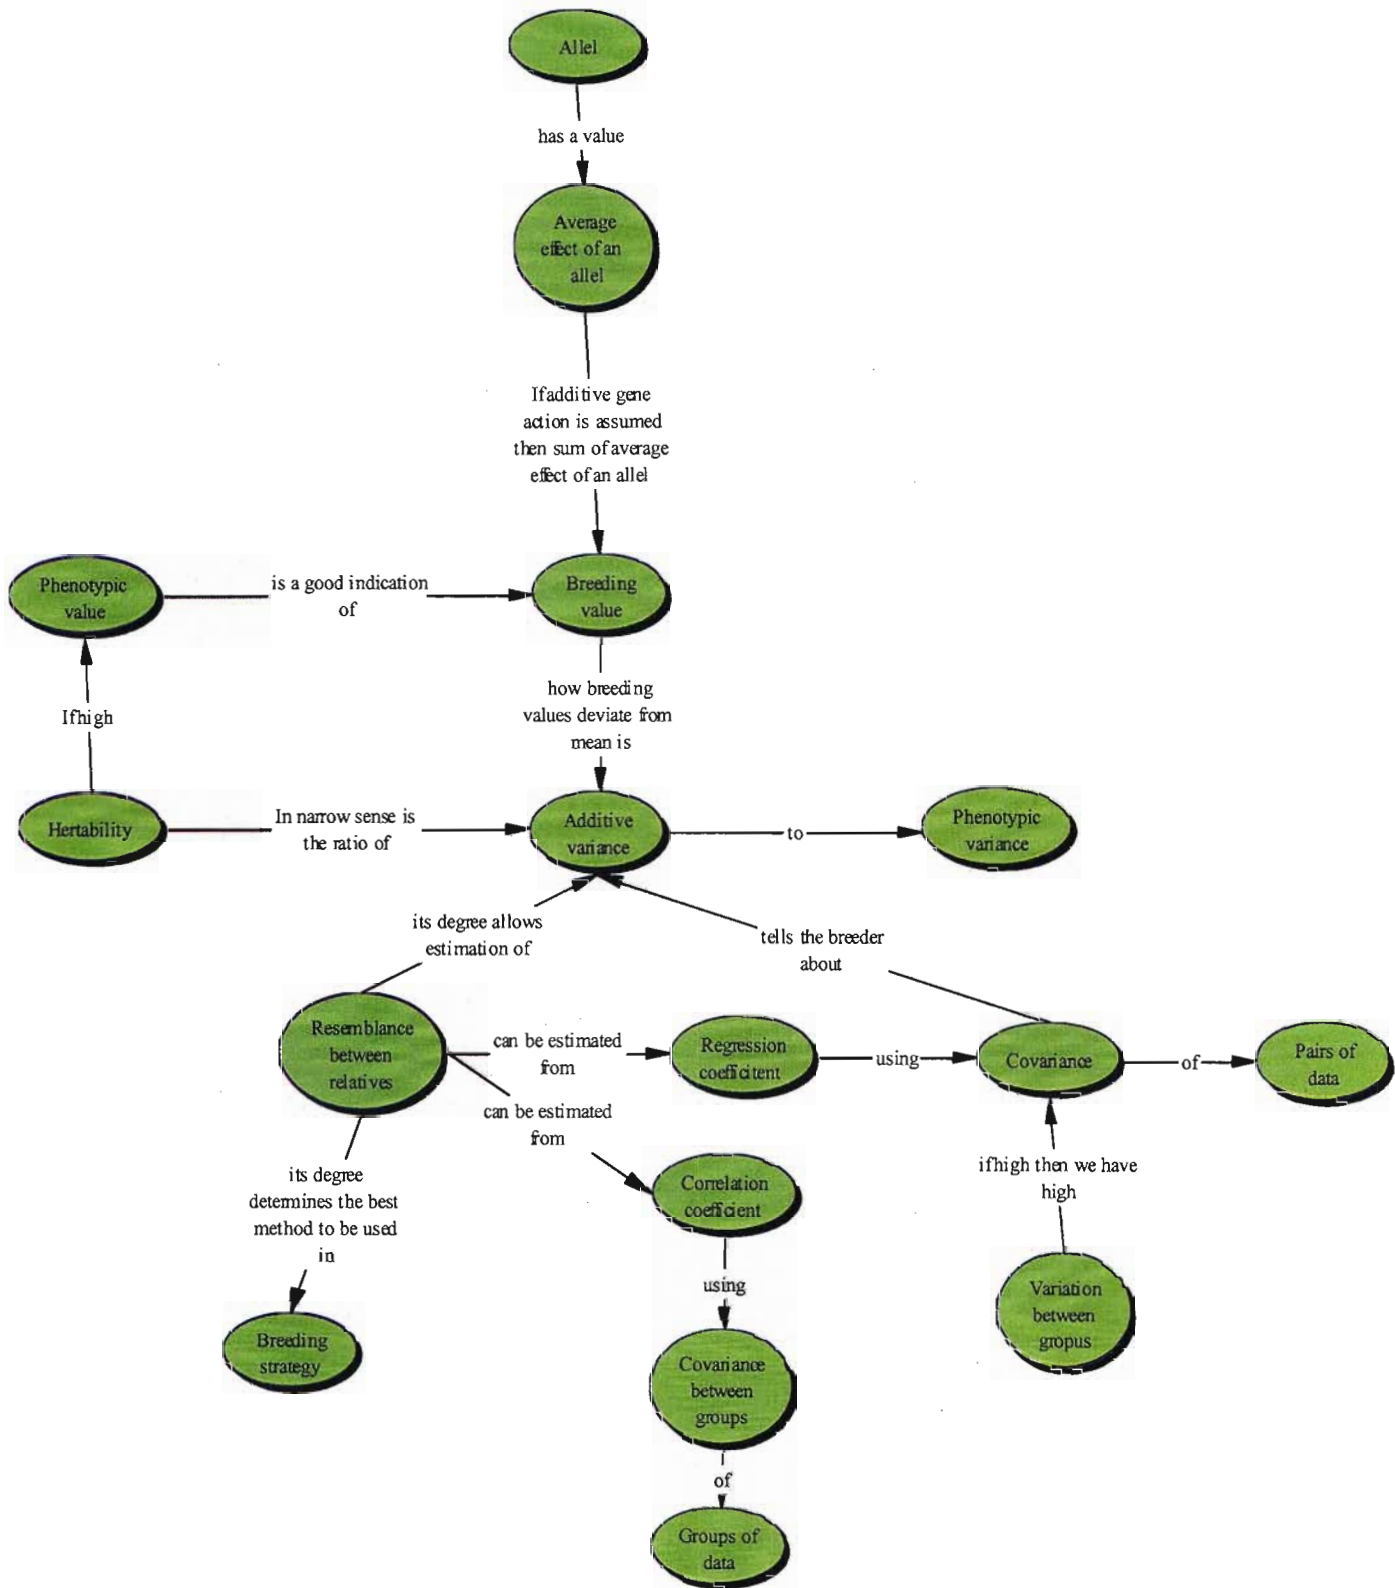 Allel
has a value
Average
effect of an
allel
If additive gene
action is assumed
then sum of average
effect of an allel
Phenotypic
value
is a good indication
of
Breeding
value
If high
how breeding
values deviate from
mean is
Hertability
In narrow sense is
the ratio of
Additive
variance
to
Phenotypic
variance
its degree allows
estimation of
tells the breeder
about
Resemblance
between
relatives
can be estimated
from
Regression
coefficitent
using
Covariance
of
Pairs of
data
can be estimated
from
its degree
determines the best
method to be used
in
Correlation
coefficient
if high then we have
high
using
Variation
between
gropus
Breeding
strategy
Covariance
between
groups
of
Groups of
data